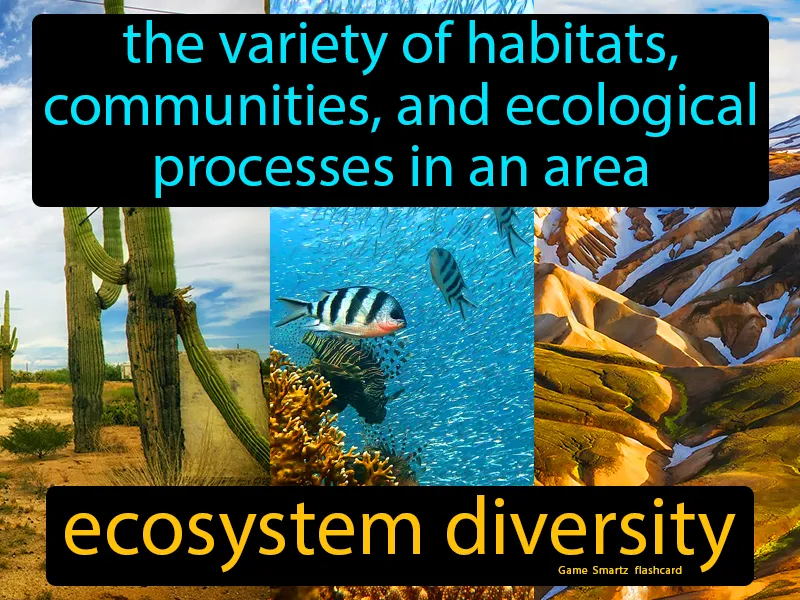 the variety of habitats,
communities, and ecological
processes in an area
ecosystem diversity
Game Smartz flashcard